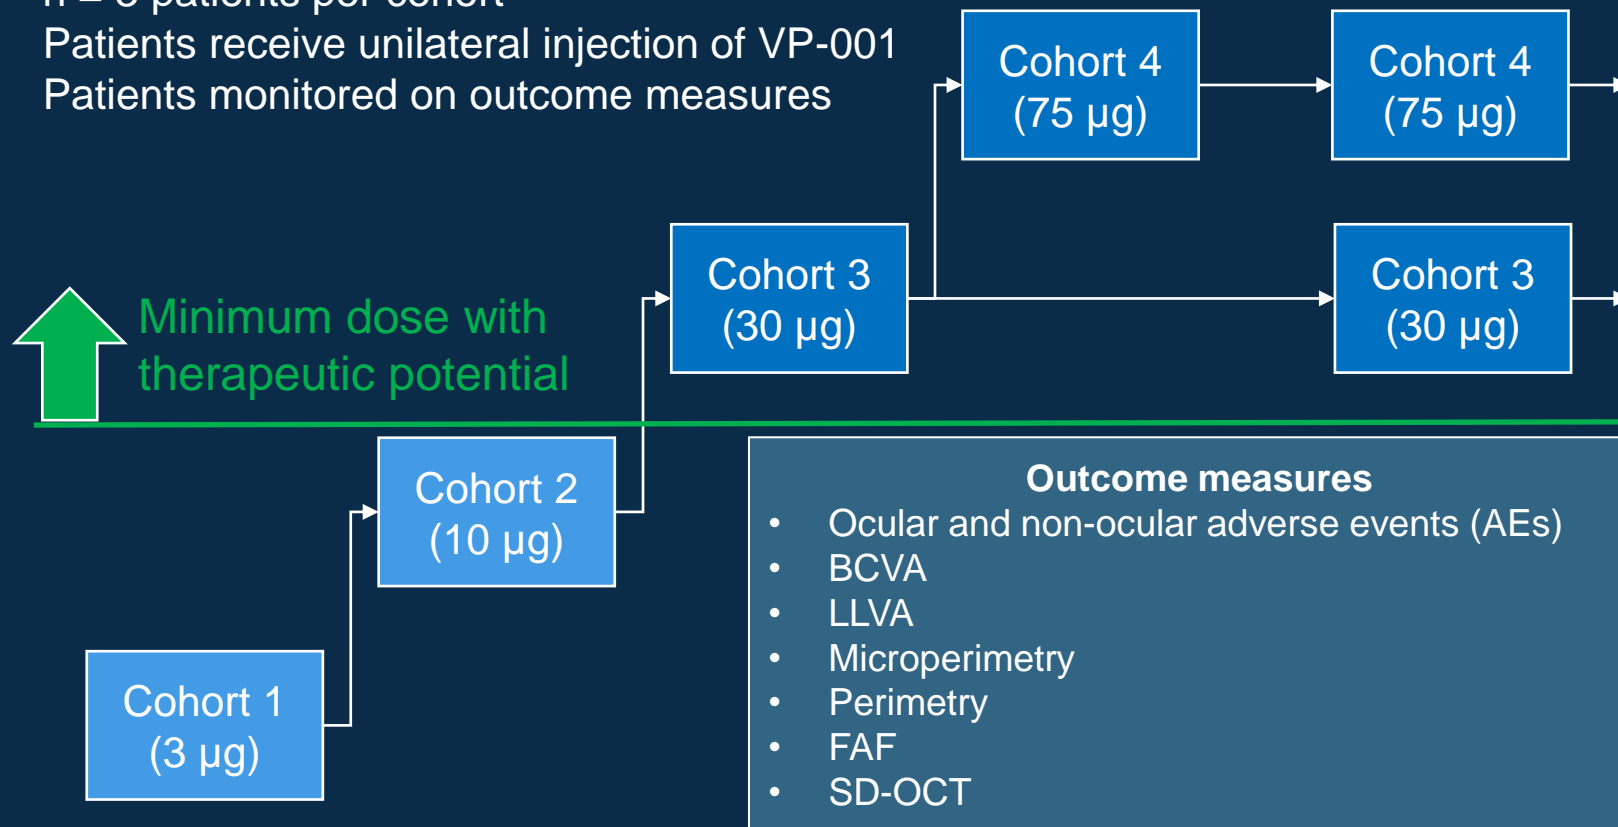 patients per cohort
Patients receive unilateral injection of VP-001
Patients monitored on outcome measures
Cohort 4
(75 µg)
Cohort 4
(75 µg)
Cohort 3
(30 µg)
Cohort 3
(30 µg)
Minimum dose with
therapeutic potential
Cohort 2
(10 µg)
Cohort 1
(3 µg)
Outcome measures
• Ocular and non-ocular adverse events (AEs)
• BCVA
• LLVA
• Microperimetry
• Perimetry
• FAF
• SD-OCT